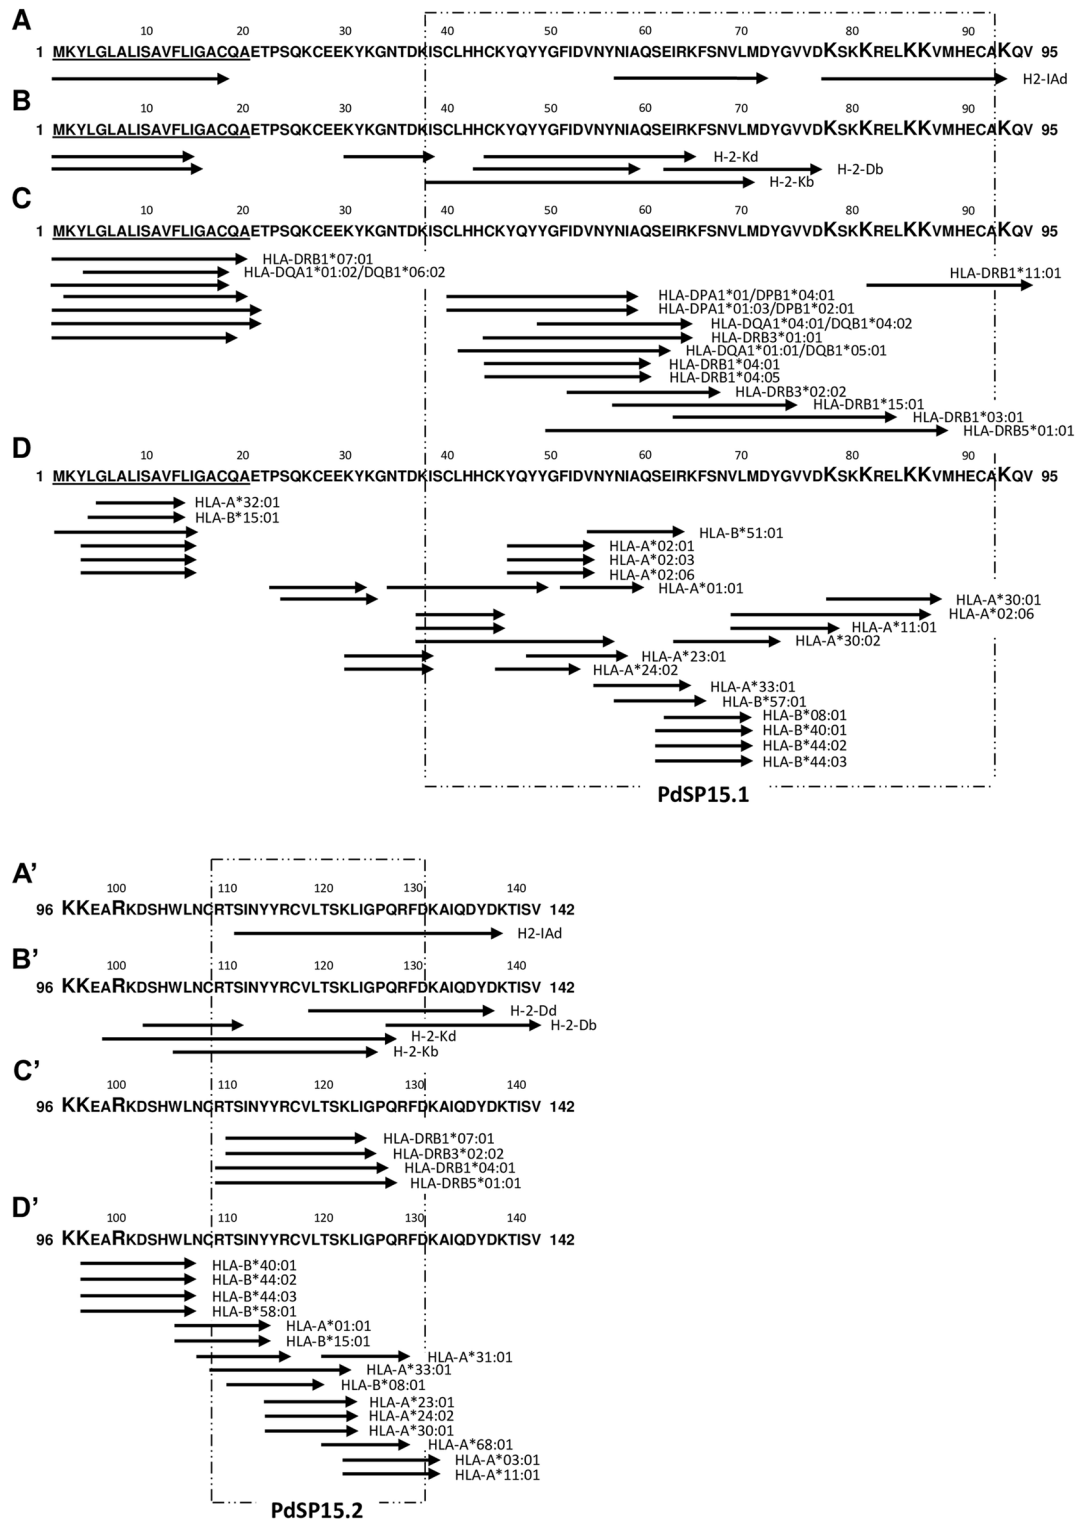 A
10 20 30 40 50 60 70 80 90
1 MKYLGLALISAVFLIGACQAETPSQKCEEKYKGNTDKISCLHHCKYQYYGFIDVNYNIAQSEIRKFSNVLMDYGVVDKSKKRELKKVMHECAKQV 95
H2-IAd
B
10 20 30 40 50 60 70 80 90
1 MKYLGLALISAVFLIGACQAETPSQKCEEKYKGNTDKISCLHHCKYQYYGFIDVNYNIAQSEIRKFSNVLMDYGVVDKSKKRELKKVMHECAKQV 95
H-2-Kd
H-2-Db
H-2-Kb
C
10 20 30 40 50 60 70 80 90
1 MKYLGLALISAVFLIGACQAETPSQKCEEKYKGNTDKISCLHHCKYQYYGFIDVNYNIAQSEIRKFSNVLMDYGVVDKSKKRELKKVMHECAKQV 95
HLA-DRB1*07:01
HLA-DQA1*01:02/DQB1*06:02 HLA-DRB1*11:01
HLA-DPA1*01/DPB1*04:01
HLA-DPA1*01:03/DPB1*02:01
HLA-DQA1*04:01/DQB1*04:02
HLA-DRB3*01:01
HLA-DQA1*01:01/DQB1*05:01
HLA-DRB1*04:01
HLA-DRB1*04:05
HLA-DRB3*02:02
HLA-DRB1*15:01
HLA-DRB1*03:01
HLA-DRB5*01:01
D
10 20 30 40 50 60 70 80 90
1 MKYLGLALISAVFLIGACQAETPSQKCEEKYKGNTDKISCLHHCKYQYYGFIDVNYNIAQSEIRKFSNVLMDYGVVDKSKKRELKKVMHECAKQV 95
HLA-A*32:01
HLA-B*15:01
HLA-B*51:01
HLA-A*02:01
HLA-A*02:03
HLA-A*02:06
HLA-A*01:01
HLA-A*30:01
HLA-A*02:06
HLA-A*11:01
HLA-A*30:02
HLA-A*23:01
HLA-A*24:02
HLA-A*33:01
HLA-B*57:01
HLA-B*08:01
HLA-B*40:01
HLA-B*44:02
HLA-B*44:03
PdSP15.1
A'
100 110 120 130 140
96 KKEARKDSHWLNCRTSINYYRCVLTSKLIGPQRFDKAIQDYDKTISV 142
H2-IAd
B'
100 110 120 130 140
96 KKEARKDSHWLNCRTSINYYRCVLTSKLIGPQRFDKAIQDYDKTISV 142
H-2-Dd
H-2-Db
H-2-Kd
H-2-Kb
C'
100 110 120 130 140
96 KKEARKDSHWLNCRTSINYYRCVLTSKLIGPQRFDKAIQDYDKTISV 142
HLA-DRB1*07:01
HLA-DRB3*02:02
HLA-DRB1*04:01
HLA-DRB5*01:01
D'
100 110 120 130 140
96 KKEARKDSHWLNCRTSINYYRCVLTSKLIGPQRFDKAIQDYDKTISV 142
HLA-B*40:01
HLA-B*44:02
HLA-B*44:03
HLA-B*58:01
HLA-A*01:01
HLA-B*15:01
HLA-A*31:01
HLA-A*33:01
HLA-B*08:01
HLA-A*23:01
HLA-A*24:02
HLA-A*30:01
HLA-A*68:01
HLA-A*03:01
HLA-A*11:01
PdSP15.2